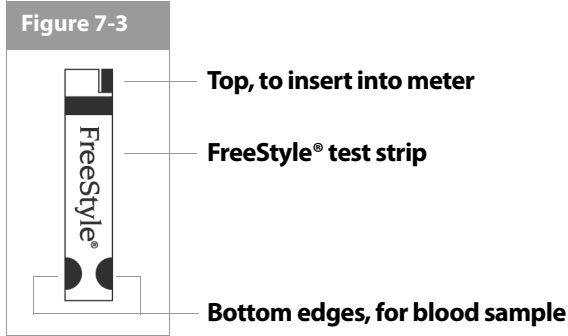 Figure 7-3
Top, to insert into meter
FreeStyle® test strip
FreeStyle®
Bottom edges, for blood sample